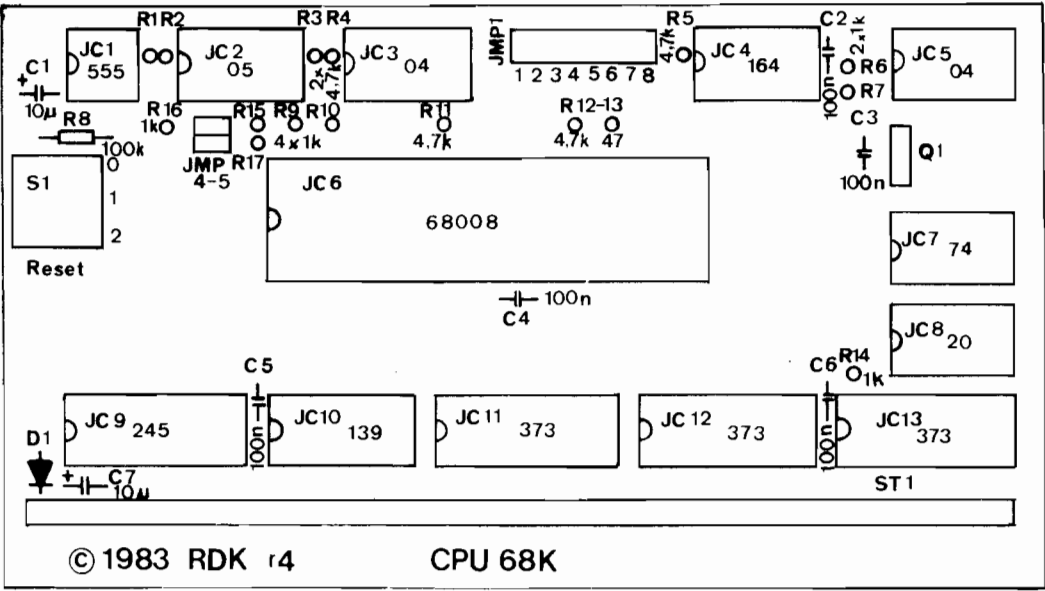 R1 R2
R3 R4
JMP1
R5
C2
JC1
555
JC2
05
2x
4.7k
JC3
04
1 2 3 4 5 6 7 8
4.7k
JC4
164
100n
2x1k
R6
R7
JC5
04
C1
+
10µ
R8
100k
R16
1k
R15
R9
R10
4x1k
R17
JMP
4-5
R11
4.7k
R12-13
4.7k 47
C3
100n
Q1
S1
0
1
2
Reset
JC6
68008
JC7
74
C4
100n
JC8
20
C5
100n
C6
100n
R14
1k
JC9
245
JC10
139
JC11
373
JC12
373
JC13
373
D1
+
C7
10µ
ST1
© 1983 RDK r4
CPU 68K